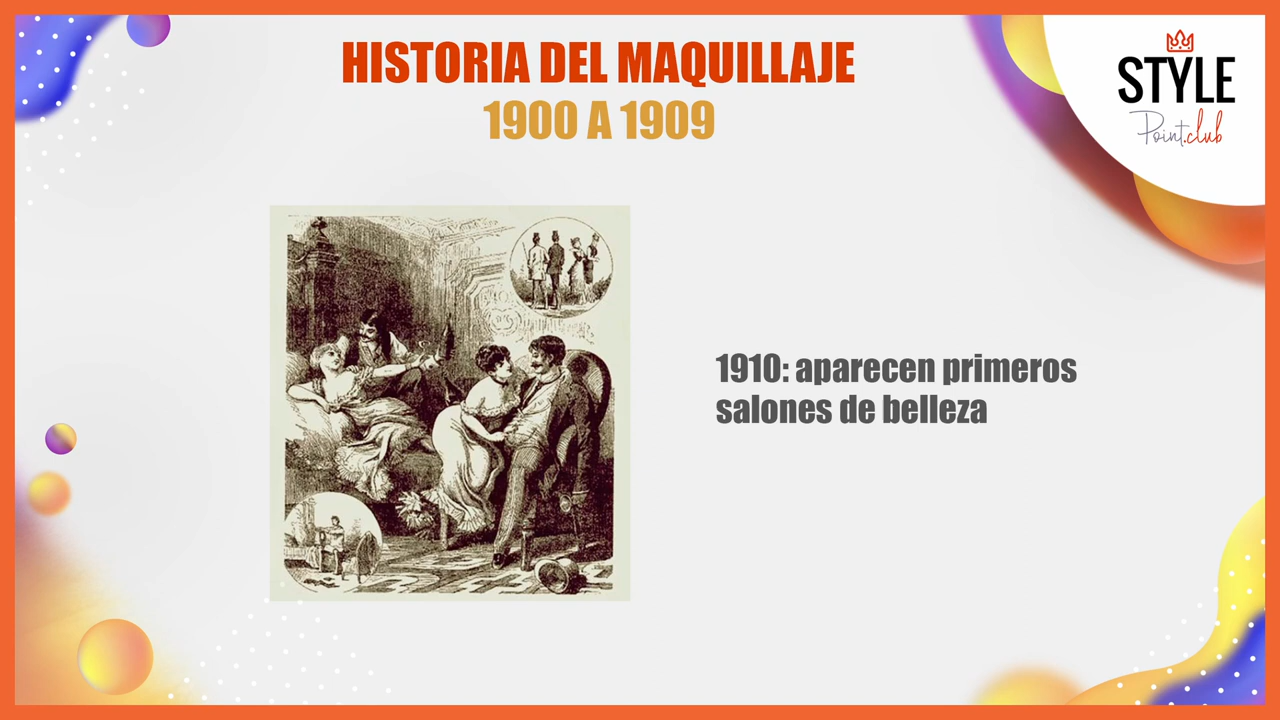 HISTORIA DEL MAQUILLAJE
1900 A 1909
STYLE
Point.club
1910: aparecen primeros
salones de belleza